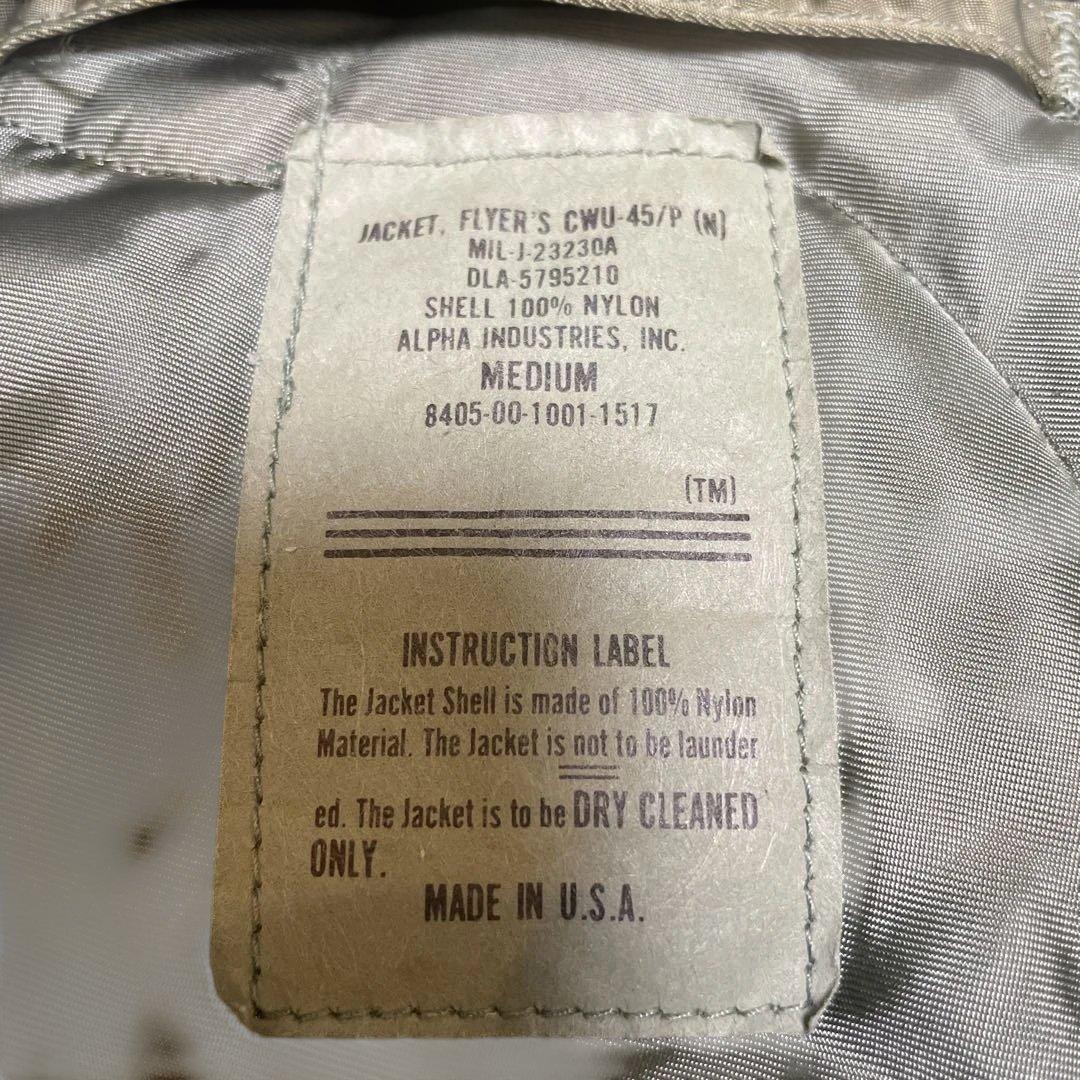 JACKET, FLYER'S CWU-45/P (N)
MIL-J-23230A
DLA-5795210
SHELL 100% NYLON
ALPHA INDUSTRIES, INC.
MEDIUM
8405-00-1001-1517
(TM)
INSTRUCTION LABEL
The Jacket Shell is made of 100% Nylon
Material. The Jacket is not to be launder
ed. The Jacket is to be DRY CLEANED
ONLY.
MADE IN U.S.A.